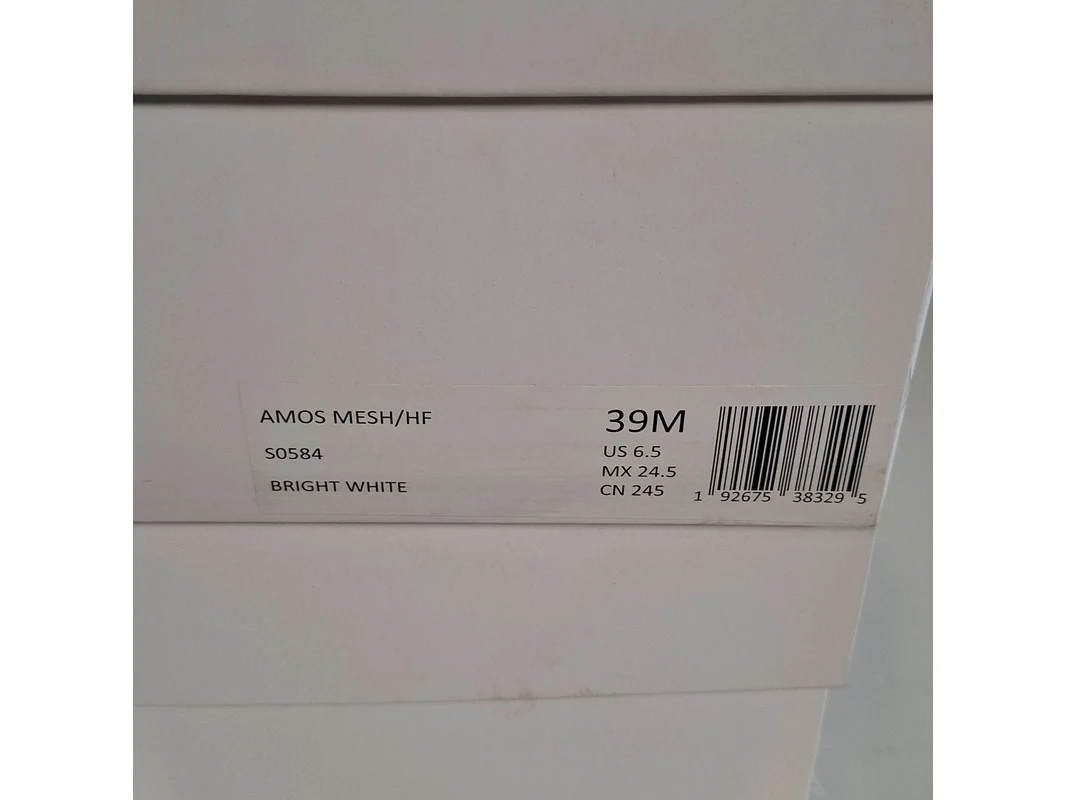 AMOS MESH/HF
S0584
BRIGHT WHITE
39M
US 6.5
MX 24.5
CN 245
1 92675 38329 5